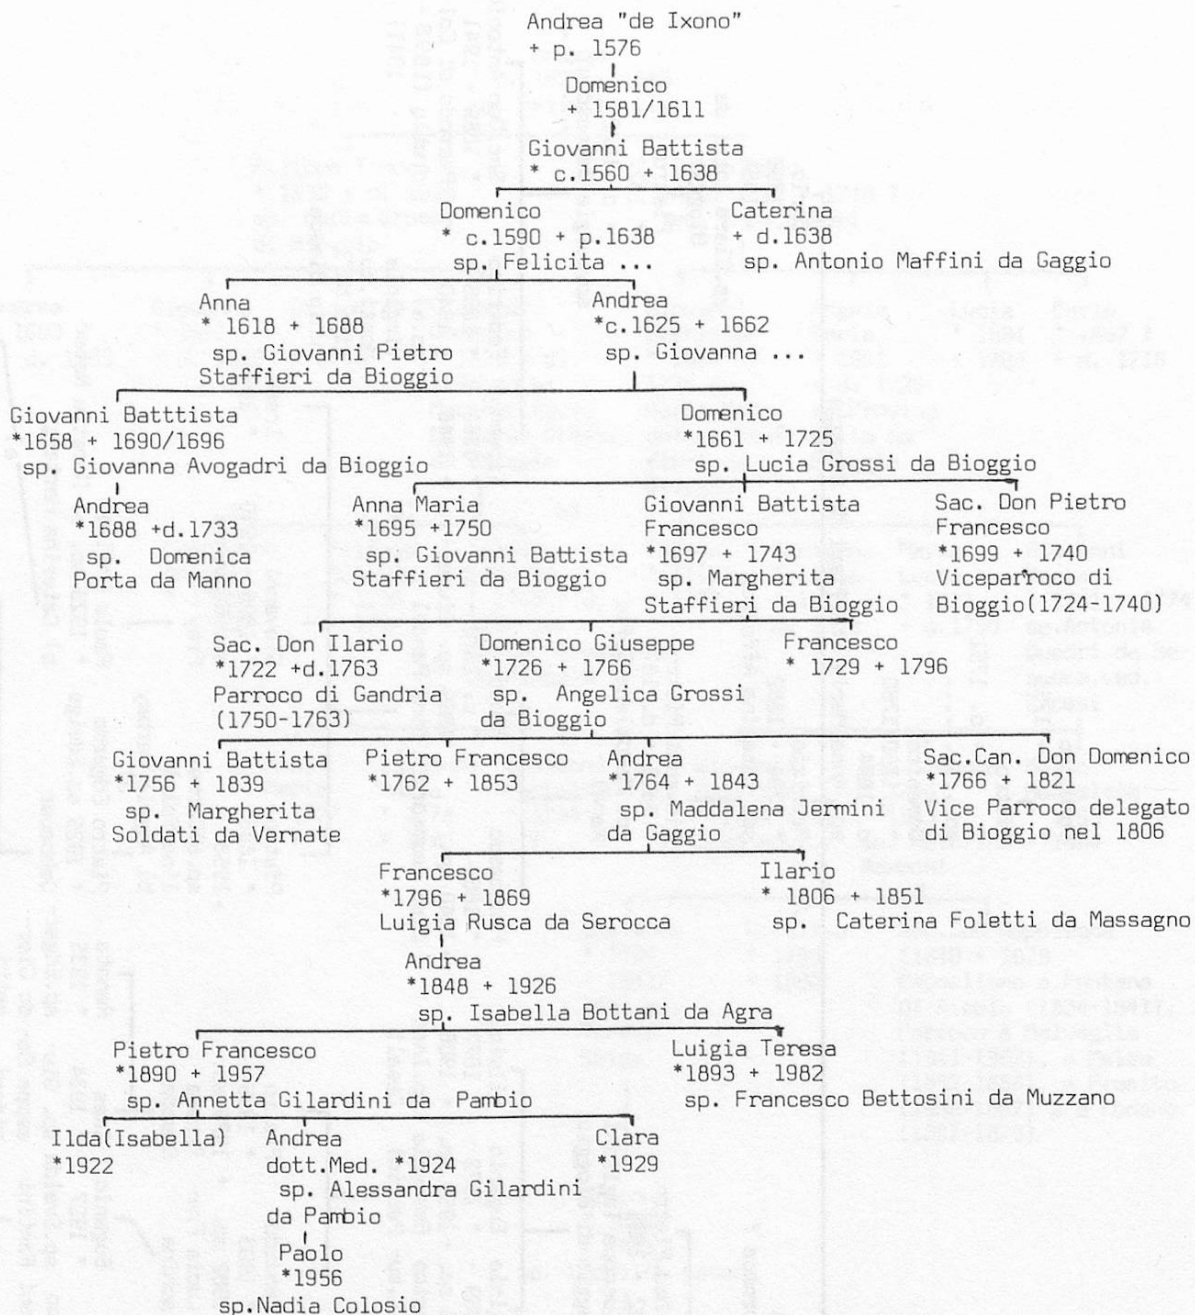 Andrea "de Ixono"
+ p. 1576
Domenico
+ 1581/1611
Giovanni Battista
* c.1560 + 1638
Domenico
* c.1590 + p.1638
sp. Felicita ...
Caterina
+ d.1638
sp. Antonio Maffini da Gaggio
Anna
* 1618 + 1688
sp. Giovanni Pietro
Staffieri da Bioggio
Andrea
*c.1625 + 1662
sp. Giovanna ...
Giovanni Batttista
*1658 + 1690/1696
sp. Giovanna Avogadri da Bioggio
Domenico
*1661 + 1725
sp. Lucia Grossi da Bioggio
Andrea
*1688 +d.1733
sp. Domenica
Porta da Manno
Anna Maria
*1695 +1750
sp. Giovanni Battista
Staffieri da Bioggio
Giovanni Battista
Francesco
*1697 + 1743
sp. Margherita
Staffieri da Bioggio
Sac. Don Pietro
Francesco
*1699 + 1740
Viceparroco di
Bioggio(1724-1740)
Sac. Don Ilario
*1722 +d.1763
Parroco di Gandria
(1750-1763)
Domenico Giuseppe
*1726 + 1766
sp. Angelica Grossi
da Bioggio
Francesco
* 1729 + 1796
Giovanni Battista
*1756 + 1839
sp. Margherita
Soldati da Vernate
Pietro Francesco
*1762 + 1853
Andrea
*1764 + 1843
sp. Maddalena Jermini
da Gaggio
Sac.Can. Don Domenico
*1766 + 1821
Vice Parroco delegato
di Bioggio nel 1806
Francesco
*1796 + 1869
Luigia Rusca da Serocca
Ilario
* 1806 + 1851
sp. Caterina Foletti da Massagno
Andrea
*1848 + 1926
sp. Isabella Bottani da Agra
Pietro Francesco
*1890 + 1957
sp. Annetta Gilardini da Pambio
Luigia Teresa
*1893 + 1982
sp. Francesco Bettosini da Muzzano
Ilda(Isabella)
*1922
Andrea
dott.Med. *1924
sp. Alessandra Gilardini
da Pambio
Clara
*1929
Paolo
*1956
sp.Nadia Colosio